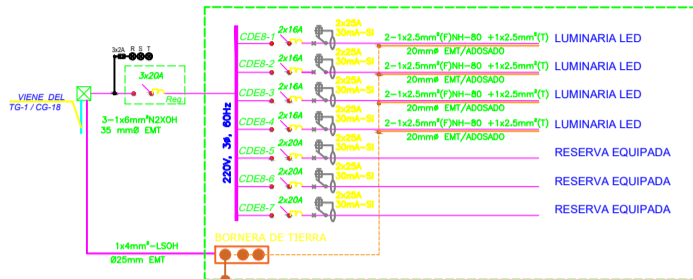 3x2A
R S T
3x20A
Req.
VIENE DEL
TG-1/CG-18
3-1x6mm²N2XOH
35 mmØ EMT
1x4mm²-LSOH
Ø25mm EMT
220V, 3ø, 60Hz
CDE8-1 2x16A 2x25A 30mA-SI 2-1x2.5mm²(F)NH-80 +1x2.5mm²(T) LUMINARIA LED
20mmø EMT/ADOSADO
CDE8-2 2x16A 2x25A 30mA-SI 2-1x2.5mm²(F)NH-80 +1x2.5mm²(T) LUMINARIA LED
20mmø EMT/ADOSADO
CDE8-3 2x16A 2x25A 30mA-SI 2-1x2.5mm²(F)NH-80 +1x2.5mm²(T) LUMINARIA LED
20mmø EMT/ADOSADO
CDE8-4 2x16A 2x25A 30mA-SI 2-1x2.5mm²(F)NH-80 +1x2.5mm²(T) LUMINARIA LED
20mmø EMT/ADOSADO
CDE8-5 2x20A 2x25A 30mA-SI RESERVA EQUIPADA
CDE8-6 2x20A 2x25A 30mA-SI RESERVA EQUIPADA
CDE8-7 2x20A 2x25A 30mA-SI RESERVA EQUIPADA
BORNERA DE TIERRA